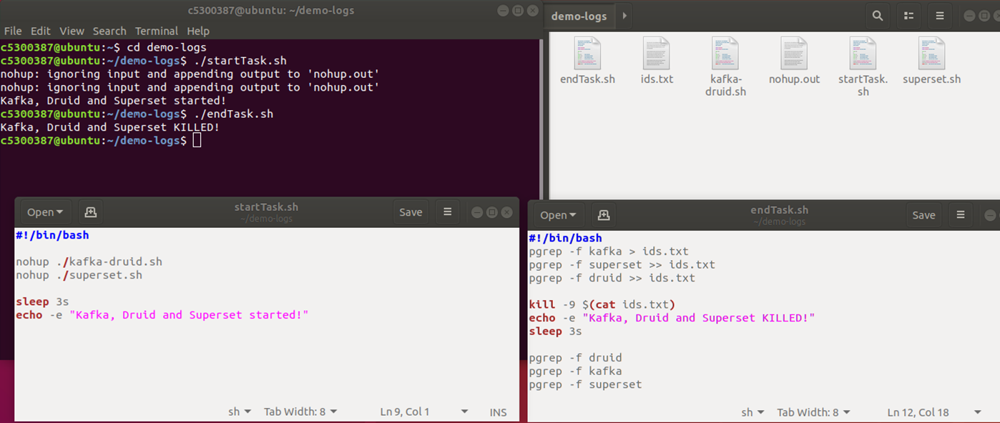 c5300387@ubuntu: ~/demo-logs
File Edit View Search Terminal Help
c5300387@ubuntu:~$ cd demo-logs
c5300387@ubuntu:~/demo-logs$ ./startTask.sh
nohup: ignoring input and appending output to 'nohup.out'
nohup: ignoring input and appending output to 'nohup.out'
Kafka, Druid and Superset started!
c5300387@ubuntu:~/demo-logs$ ./endTask.sh
Kafka, Druid and Superset KILLED!
c5300387@ubuntu:~/demo-logs$
demo-logs
endTask.sh
ids.txt
kafka-
druid.sh
nohup.out
startTask.
sh
superset.sh
Open
startTask.sh
~/demo-logs
Save
#!/bin/bash
nohup ./kafka-druid.sh
nohup ./superset.sh
sleep 3s
echo -e "Kafka, Druid and Superset started!"
sh Tab Width: 8 Ln 9, Col 1 INS
Open
endTask.sh
~/demo-logs
Save
#!/bin/bash
pgrep -f kafka > ids.txt
pgrep -f superset >> ids.txt
pgrep -f druid >> ids.txt
kill -9 $(cat ids.txt)
echo -e "Kafka, Druid and Superset KILLED!"
sleep 3s
pgrep -f druid
pgrep -f kafka
pgrep -f superset
sh Tab Width: 8 Ln 12, Col 18